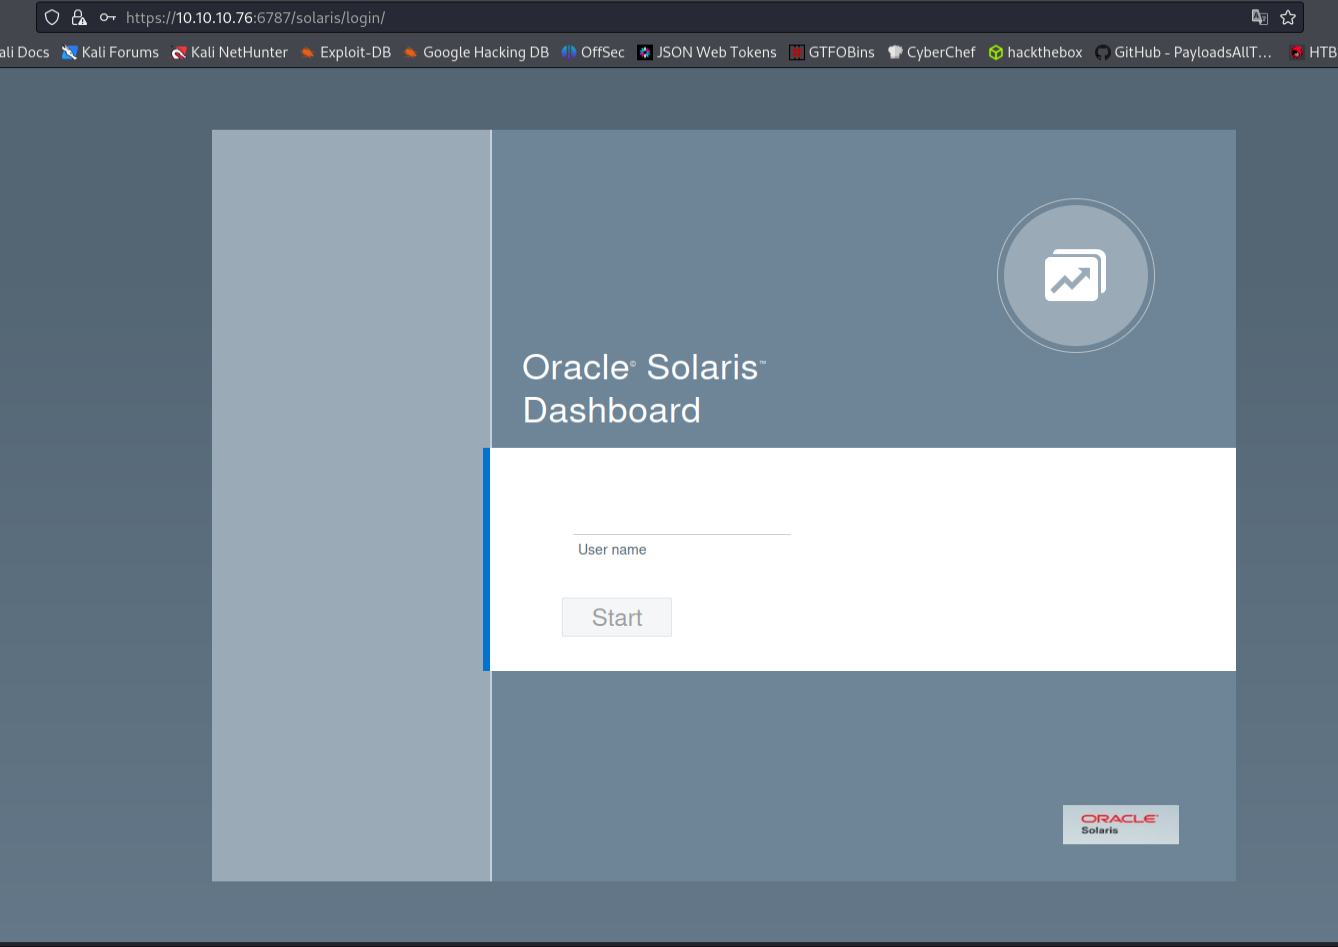 https://10.10.10.76:6787/solaris/login/
ali Docs Kali Forums Kali NetHunter Exploit-DB Google Hacking DB OffSec JSON Web Tokens GTFOBins CyberChef hackthebox GitHub - PayloadsAllT… HTB
Oracle© Solaris™
Dashboard
User name
Start
ORACLE®
Solaris